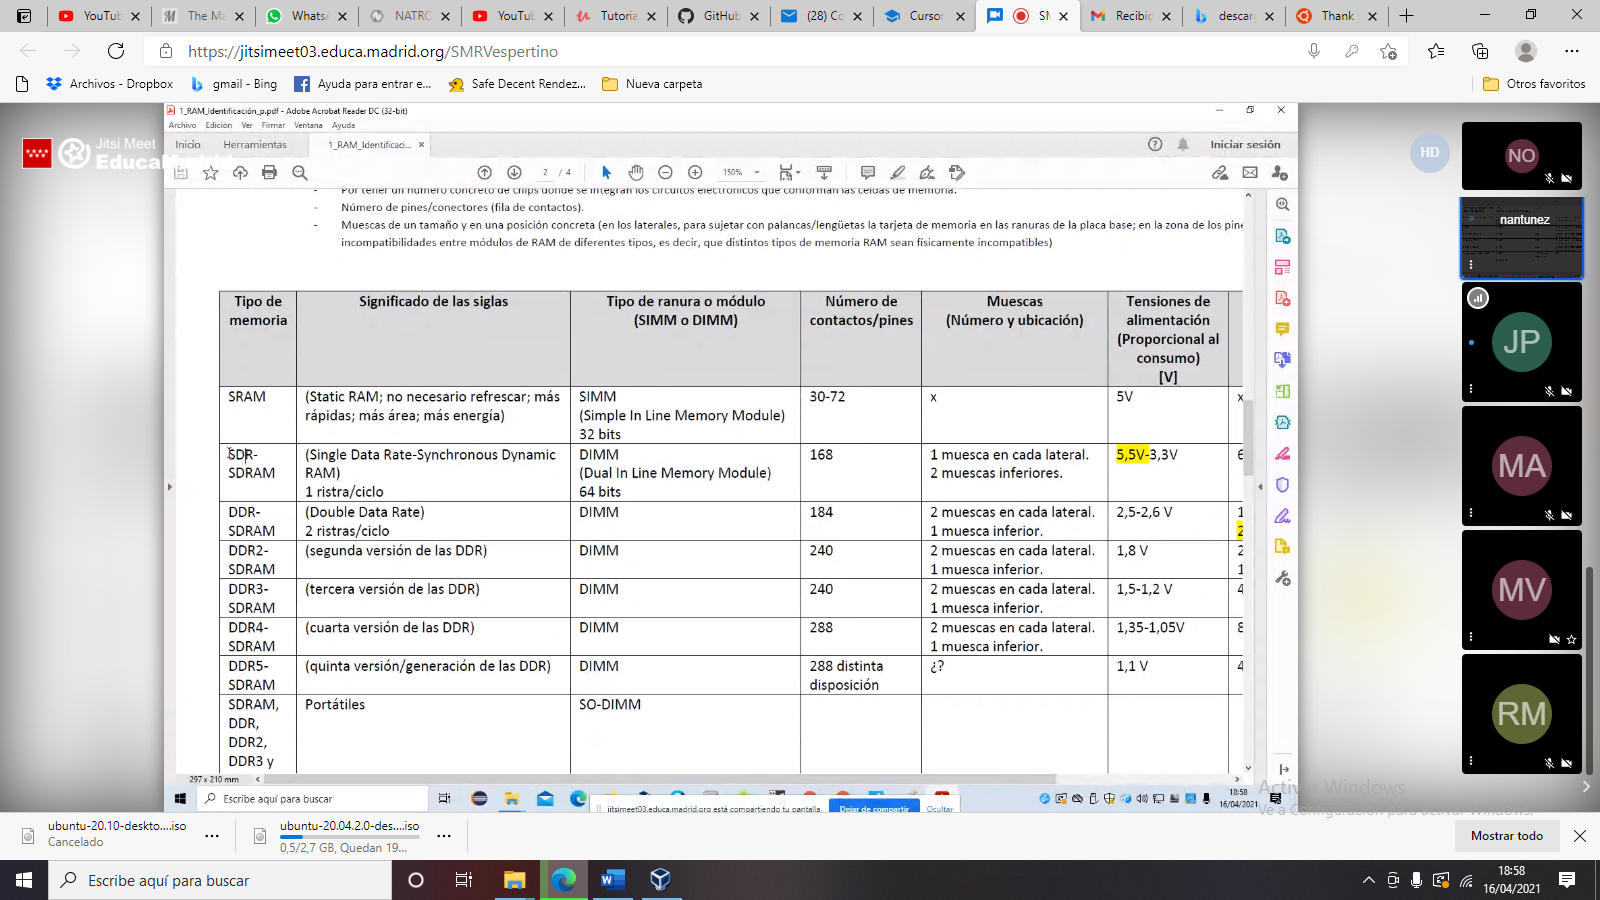 YouTub
The Ma
WhatsA
NATRC
YouTub
Tutoria
GitHub
(28) Co
Curso:
SM
Recibid
descar
Thank
https://jitsimeet03.educa.madrid.org/SMRVespertino
Archivos - Dropbox
gmail - Bing
Ayuda para entrar e...
Safe Decent Rendez...
Nueva carpeta
Otros favoritos
1_RAM_Identificación_p.pdf - Adobe Acrobat Reader DC (32-bit)
Archivo Edición Ver Firmar Ventana Ayuda
Inicio Herramientas 1_RAM_Identificaci... Iniciar sesión
2 / 4 150%
Jitsi Meet
Educa
HD
NO
nantunez
JP
MA
MV
RM
- Por tener un número concreto de chips donde se integran los circuitos electrónicos que conforman las celdas de memoria.
- Número de pines/conectores (fila de contactos).
- Muescas de un tamaño y en una posición concreta (en los laterales, para sujetar con palancas/lengüetas la tarjeta de memoria en las ranuras de la placa base; en la zona de los pine
incompatibilidades entre módulos de RAM de diferentes tipos, es decir, que distintos tipos de memoria RAM sean físicamente incompatibles)
Tipo de memoria
Significado de las siglas
Tipo de ranura o módulo
(SIMM o DIMM)
Número de
contactos/pines
Muescas
(Número y ubicación)
Tensiones de
alimentación
(Proporcional al
consumo)
[V]
SRAM
(Static RAM; no necesario refrescar; más
rápidas; más área; más energía)
SIMM
(Simple In Line Memory Module)
32 bits
30-72
x
5V
x
SDR-
SDRAM
(Single Data Rate-Synchronous Dynamic
RAM)
1 ristra/ciclo
DIMM
(Dual In Line Memory Module)
64 bits
168
1 muesca en cada lateral.
2 muescas inferiores.
5,5V-3,3V
6
DDR-
SDRAM
(Double Data Rate)
2 ristras/ciclo
DIMM
184
2 muescas en cada lateral.
1 muesca inferior.
2,5-2,6 V
1
2
DDR2-
SDRAM
(segunda versión de las DDR)
DIMM
240
2 muescas en cada lateral.
1 muesca inferior.
1,8 V
2
1
DDR3-
SDRAM
(tercera versión de las DDR)
DIMM
240
2 muescas en cada lateral.
1 muesca inferior.
1,5-1,2 V
4
DDR4-
SDRAM
(cuarta versión de las DDR)
DIMM
288
2 muescas en cada lateral.
1 muesca inferior.
1,35-1,05V
8
DDR5-
SDRAM
(quinta versión/generación de las DDR)
DIMM
288 distinta
disposición
¿?
1,1 V
4
SDRAM,
DDR,
DDR2,
DDR3 y
Portátiles
SO-DIMM
297 x 210 mm
Escribe aquí para buscar
jitsimeet03.educa.madrid.org está compartiendo tu pantalla.
Dejar de compartir
Ocultar
18:58
16/04/2021
Activar Windows
Ve a Configuración para activar Windows.
ubuntu-20.10-deskto....iso
Cancelado
ubuntu-20.04.2.0-des....iso
0,5/2,7 GB, Quedan 19...
Mostrar todo
Escribe aquí para buscar
18:58
16/04/2021